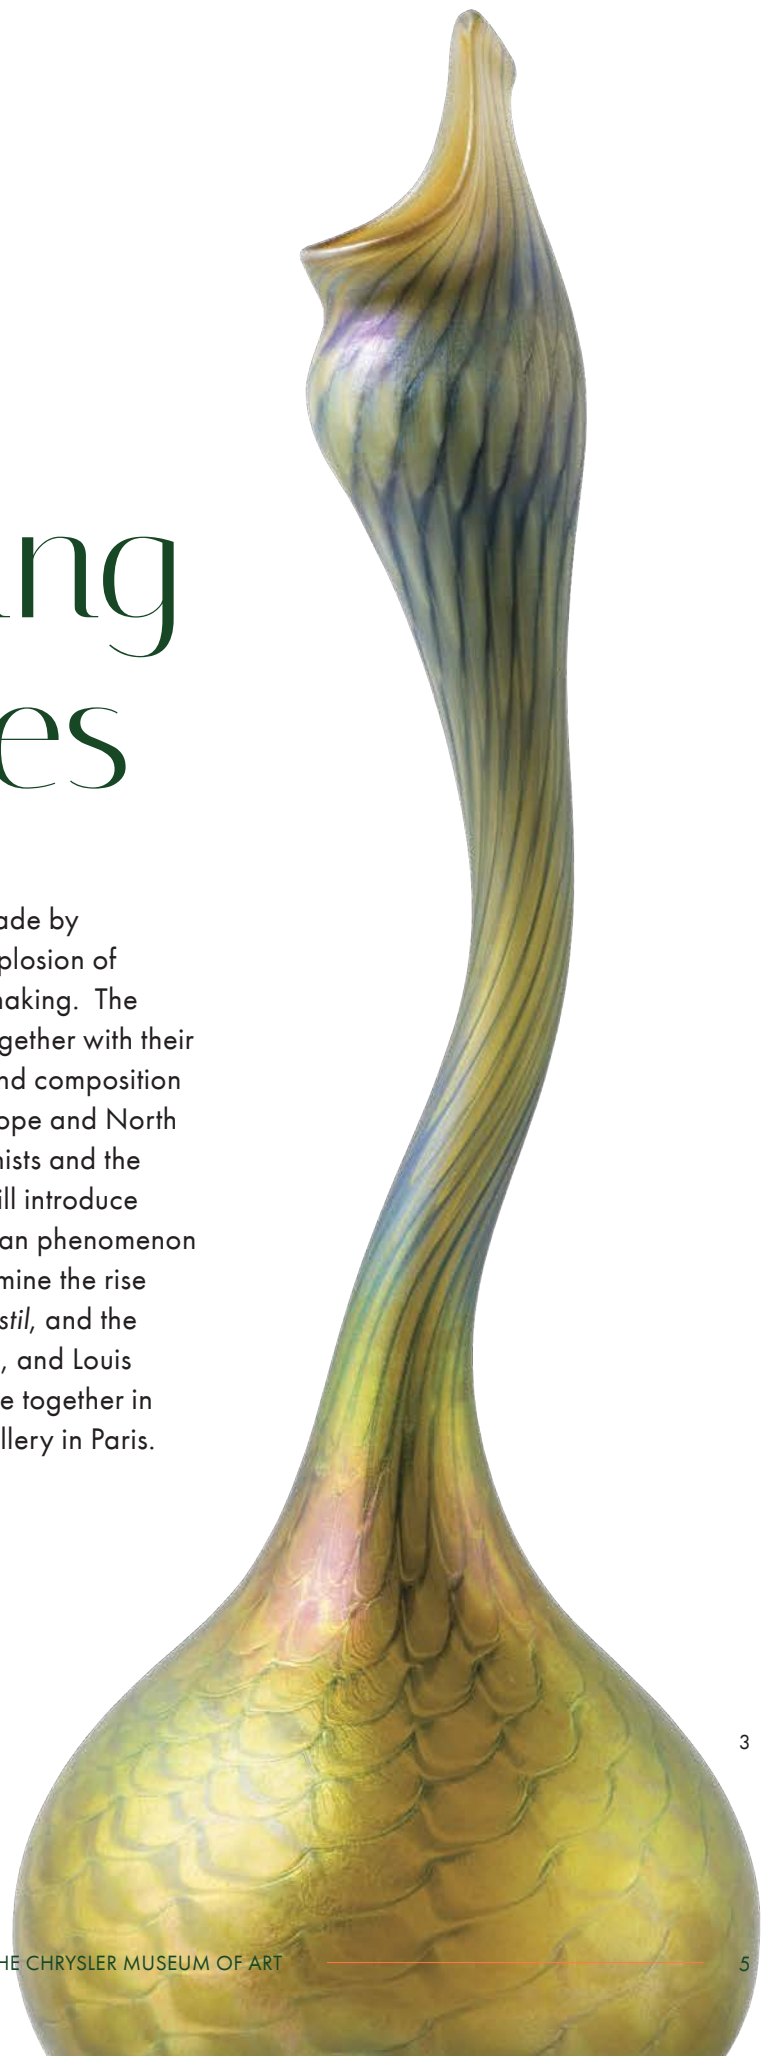 ing
es
ade by
plosion of
making. The
gether with their
nd composition
ope and North
nists and the
ill introduce
an phenomenon
mine the rise
stil, and the
, and Louis
e together in
llery in Paris.
3
HE CHRYSLER MUSEUM OF ART
5